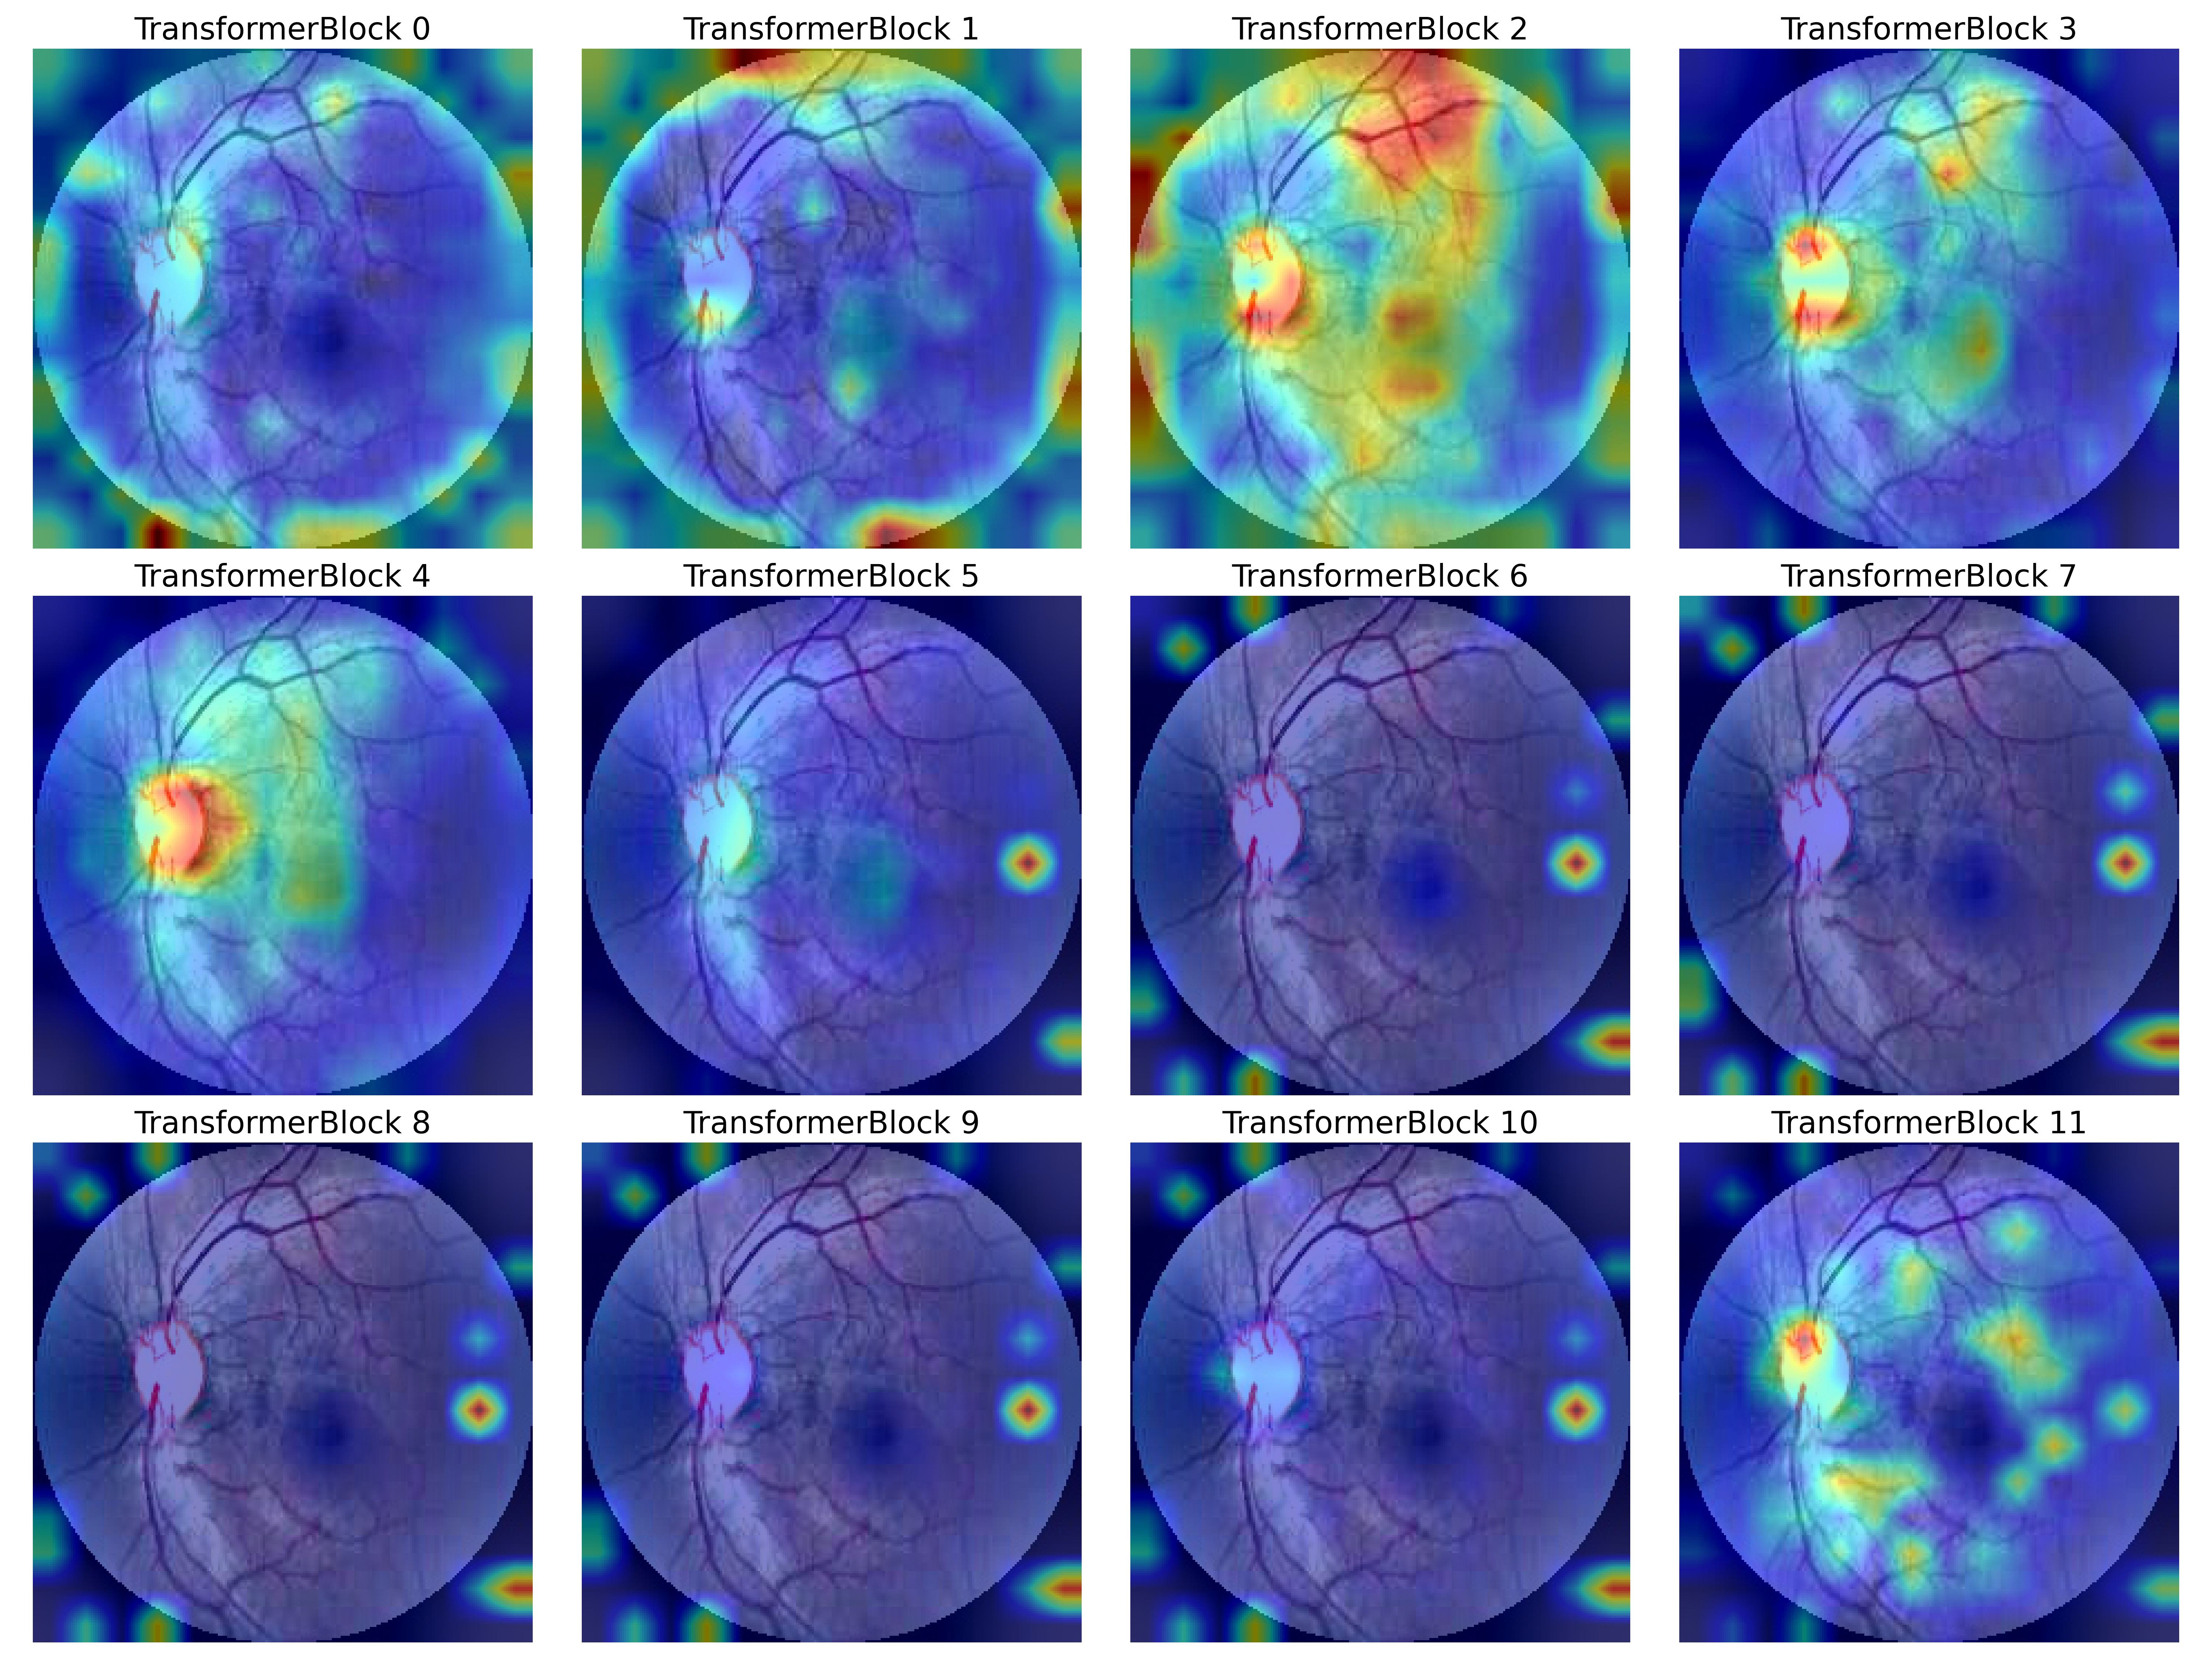 TransformerBlock 0
TransformerBlock 1
TransformerBlock 2
TransformerBlock 3
TransformerBlock 4
TransformerBlock 5
TransformerBlock 6
TransformerBlock 7
TransformerBlock 8
TransformerBlock 9
TransformerBlock 10
TransformerBlock 11